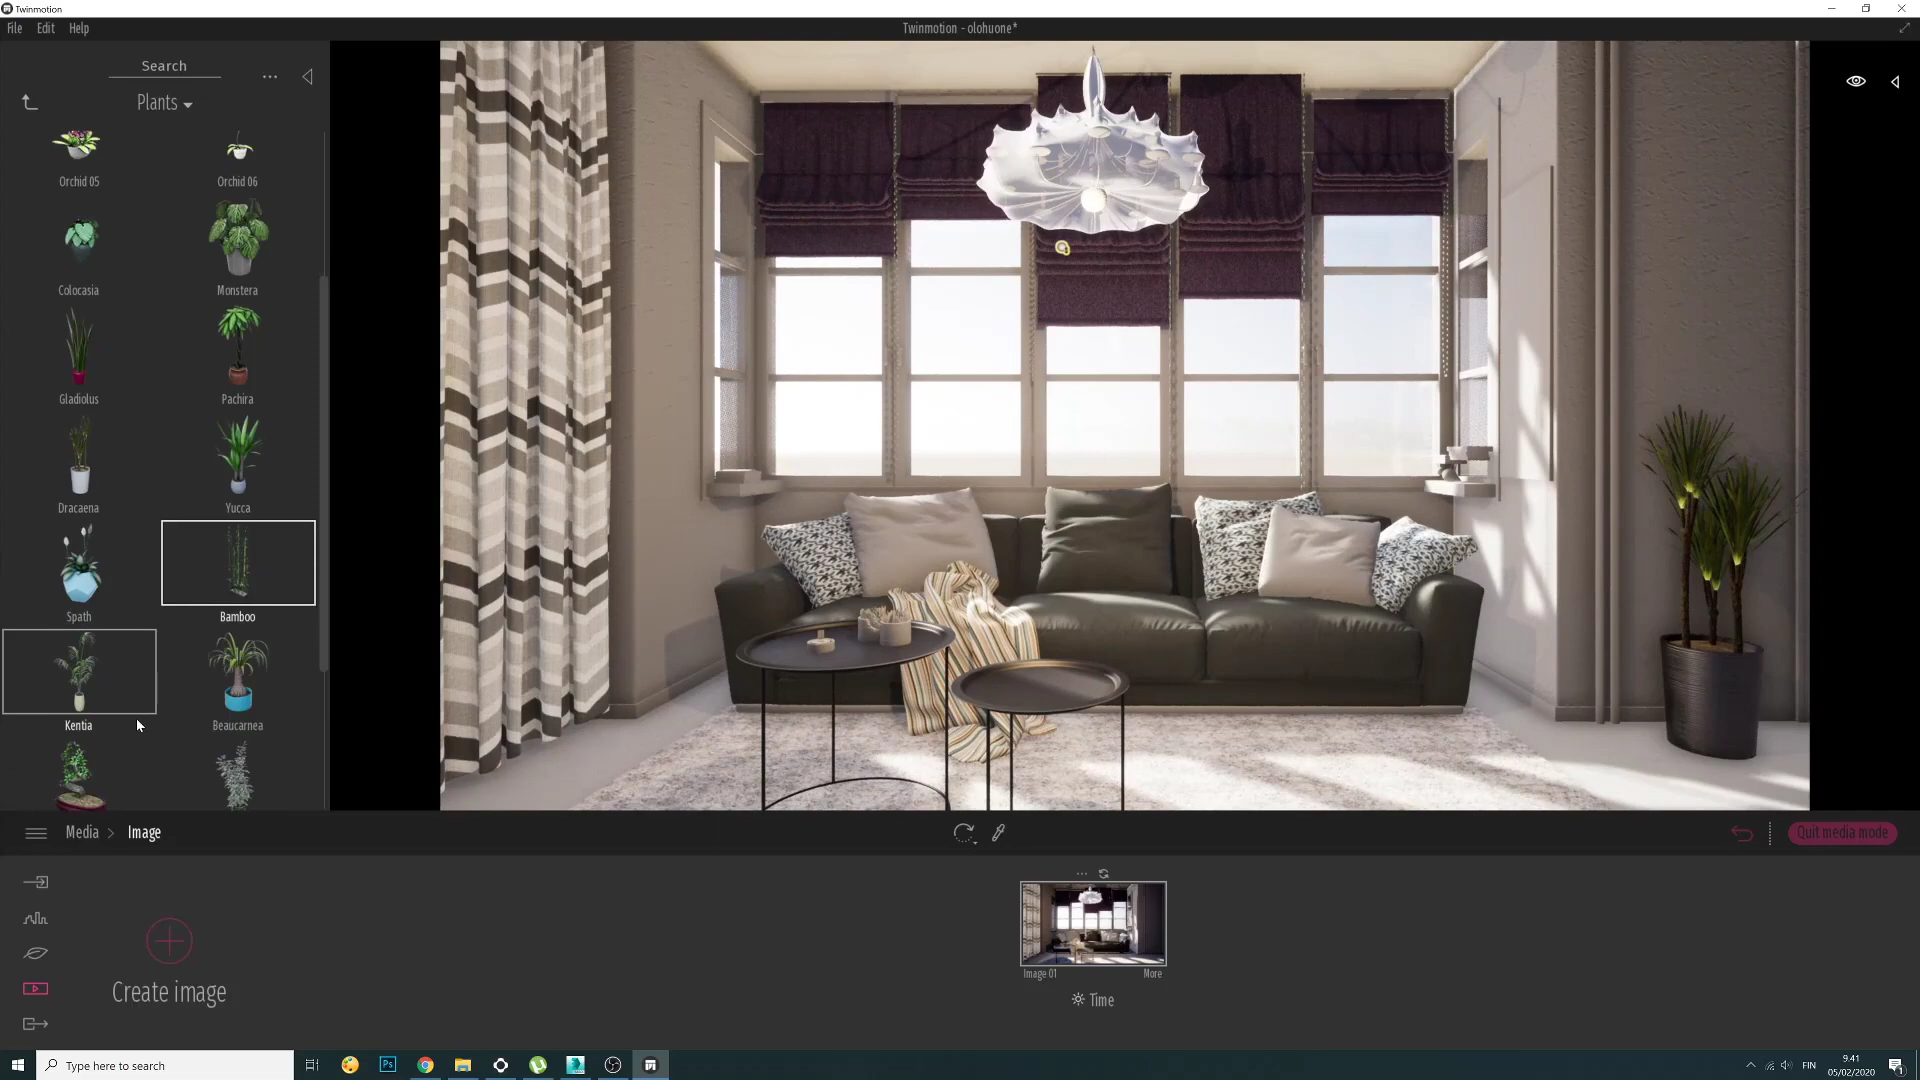 Twinmotion
File Edit Help
Twinmotion - olohuone*
Search
Plants
Orchid 05
Orchid 06
Colocasia
Monstera
Gladiolus
Pachira
Dracaena
Yucca
Spath
Bamboo
Kentia
Beaucarnea
Media > Image
Quit media mode
Create image
Image 01
More
Time
Type here to search
Ps
FIN
9.41
05/02/2020
1